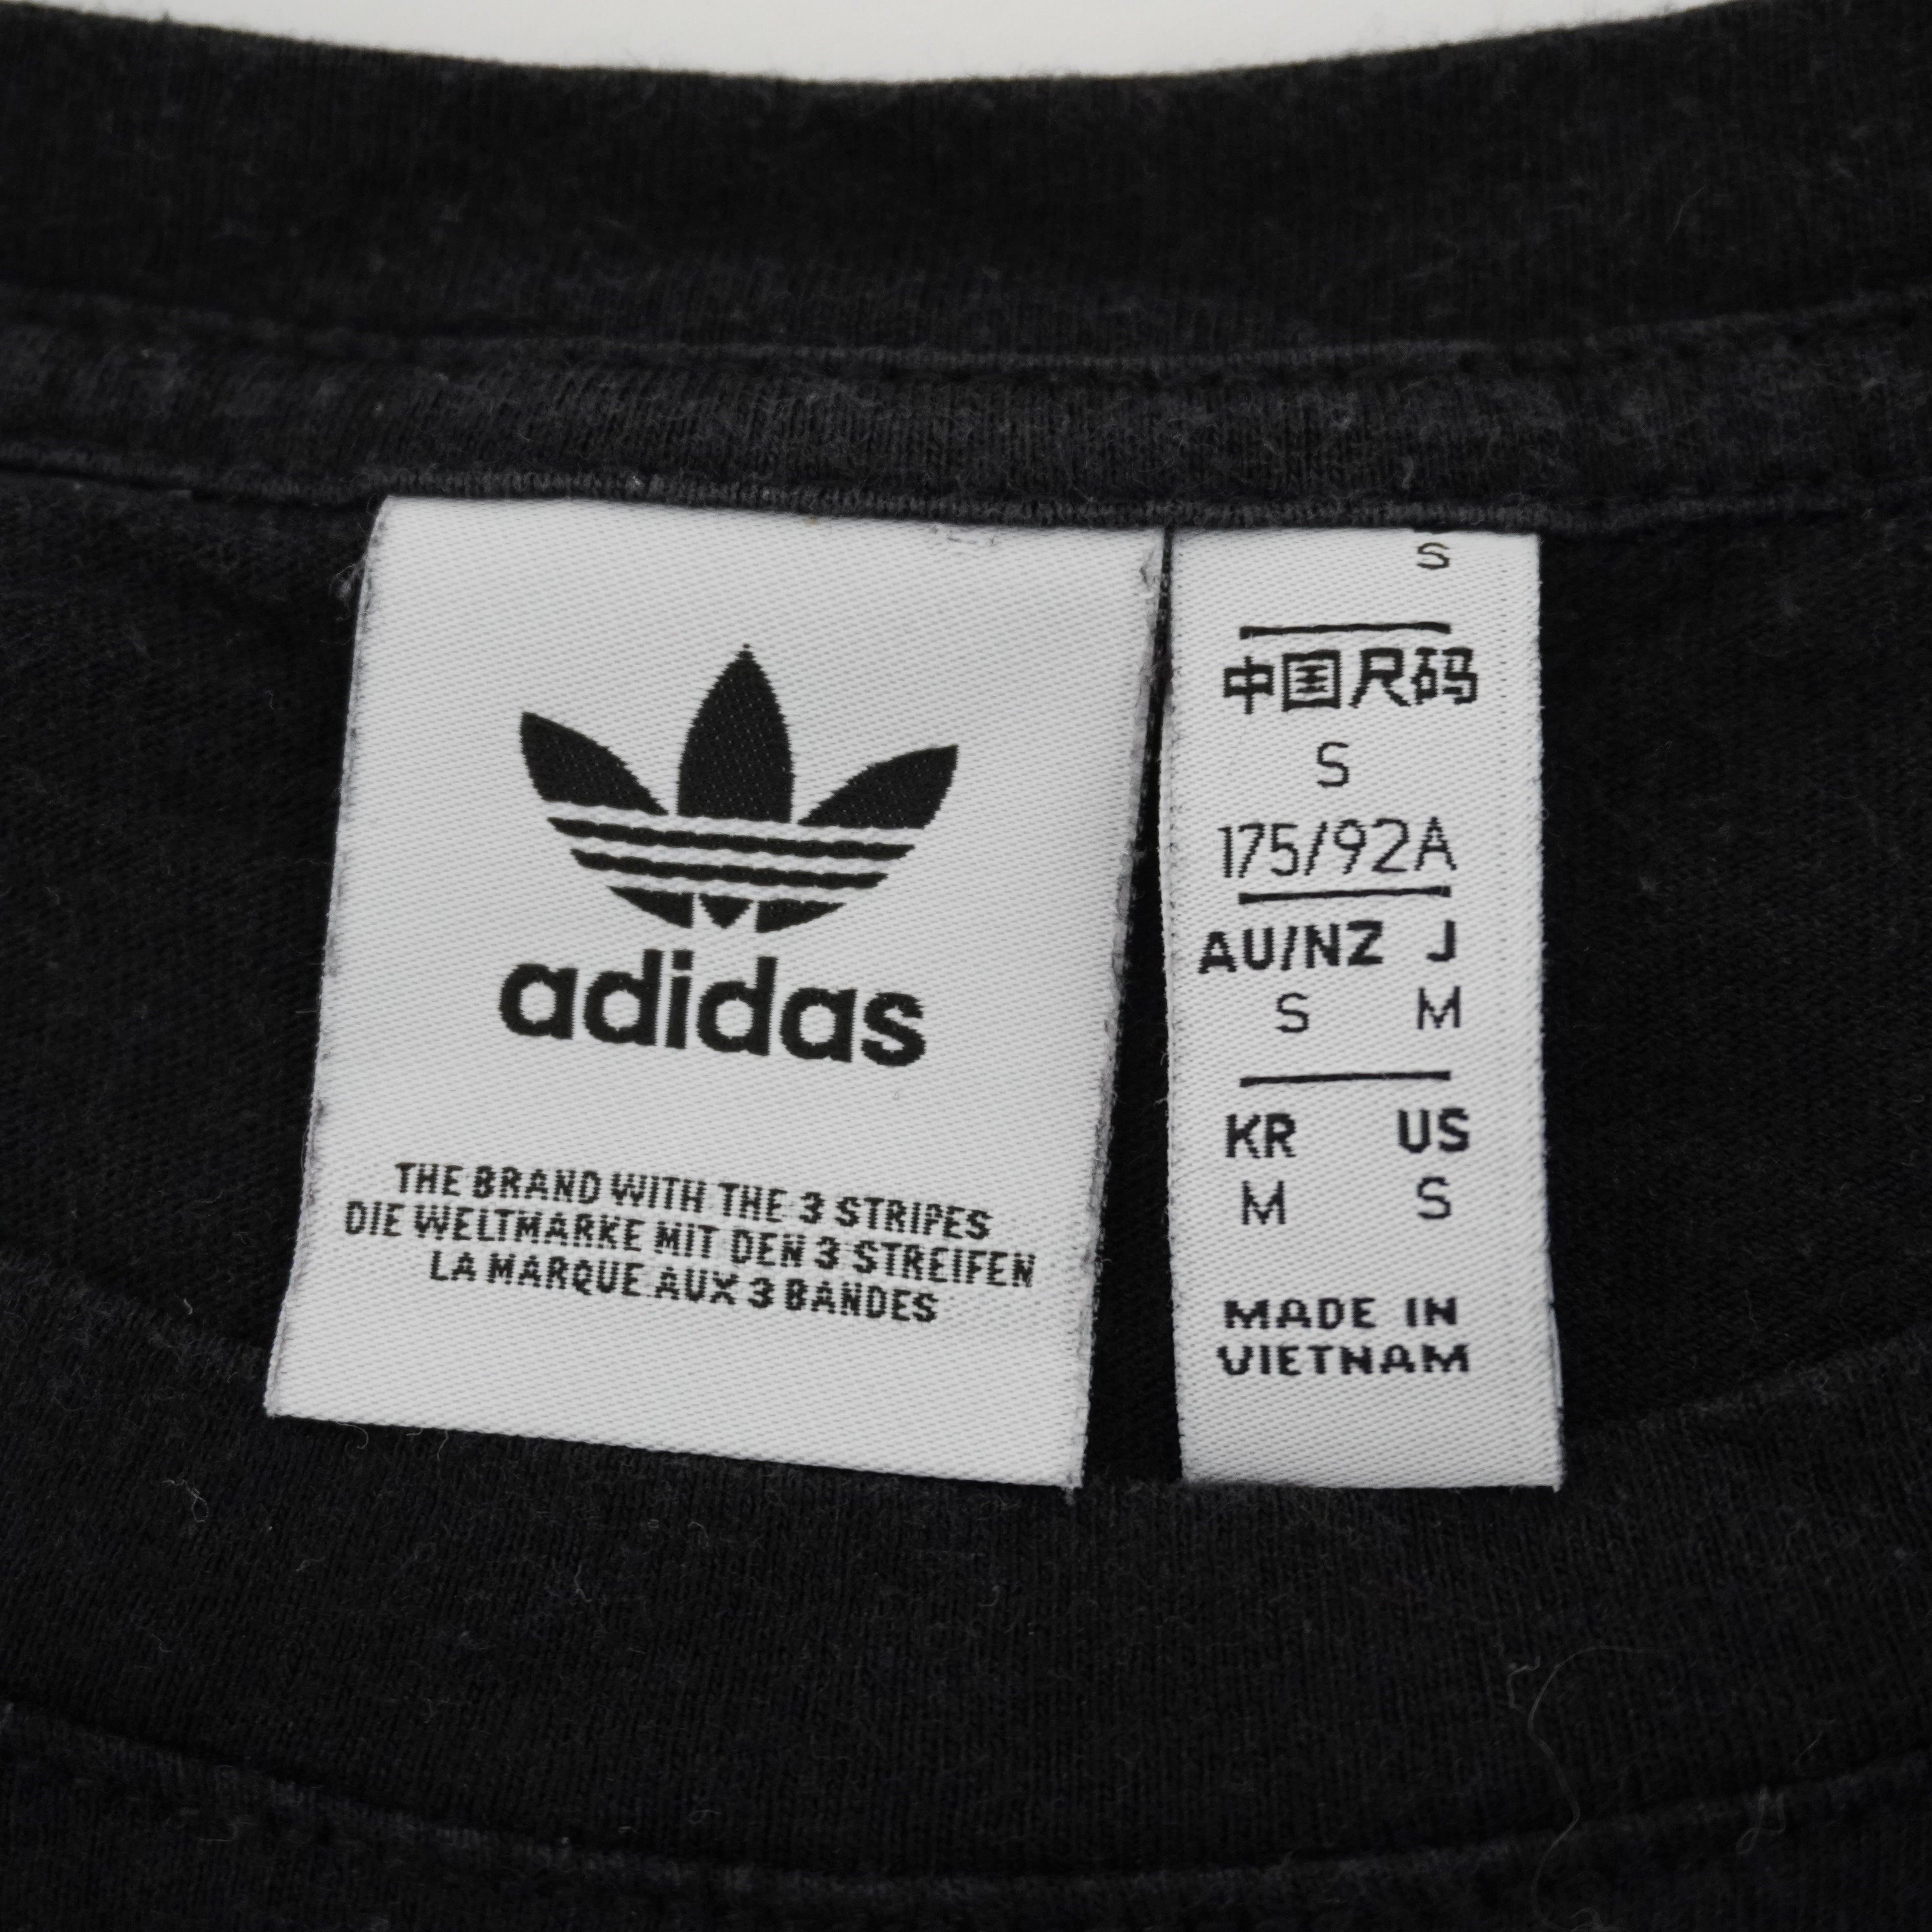 adidas
THE BRAND WITH THE 3 STRIPES
DIE WELTMARKE MIT DEN 3 STREIFEN
LA MARQUE AUX 3 BANDES
S
中国尺码
S
175/92A
AU/NZ J
S M
KR US
M S
MADE IN
VIETNAM